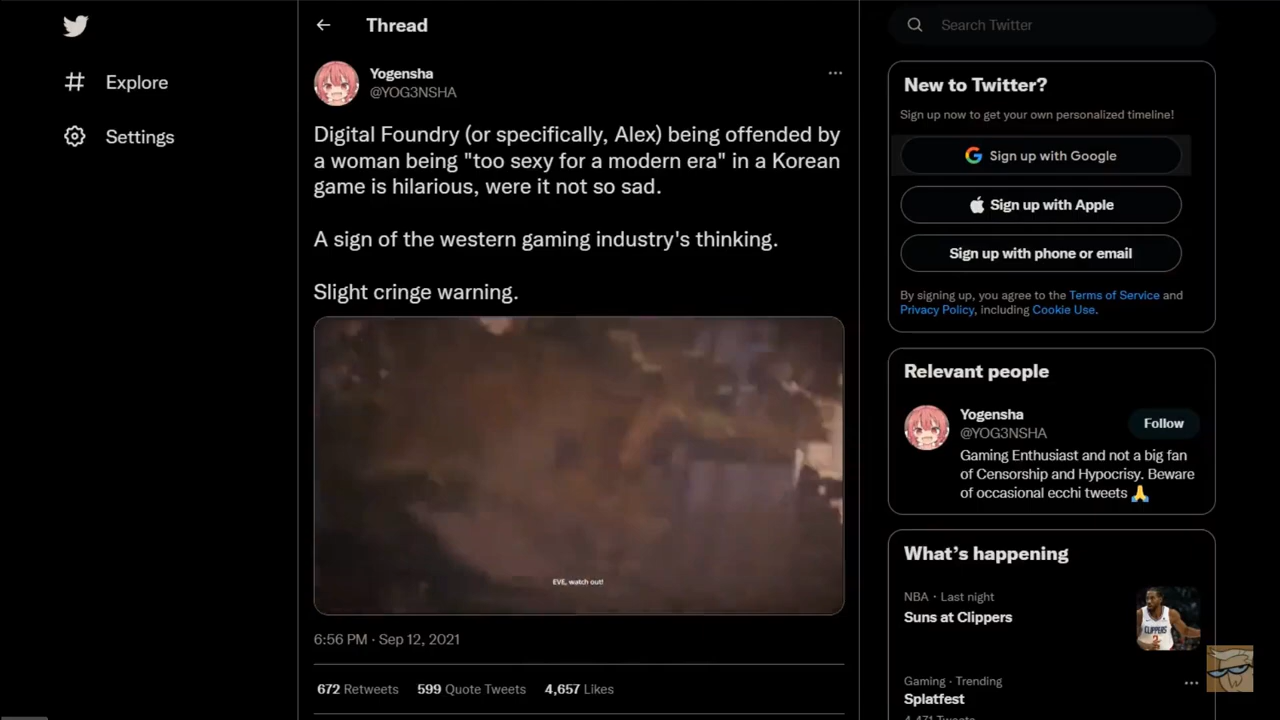 Thread
Search Twitter
Explore
Settings
Yogensha
@YOG3NSHA
Digital Foundry (or specifically, Alex) being offended by
a woman being "too sexy for a modern era" in a Korean
game is hilarious, were it not so sad.
A sign of the western gaming industry's thinking.
Slight cringe warning.
EVE, watch out!
6:56 PM · Sep 12, 2021
672 Retweets 599 Quote Tweets 4,657 Likes
New to Twitter?
Sign up now to get your own personalized timeline!
Sign up with Google
Sign up with Apple
Sign up with phone or email
By signing up, you agree to the Terms of Service and
Privacy Policy, including Cookie Use.
Relevant people
Yogensha
@YOG3NSHA
Follow
Gaming Enthusiast and not a big fan
of Censorship and Hypocrisy. Beware
of occasional ecchi tweets 🙏
What's happening
NBA · Last night
Suns at Clippers
CLIPPERS
2
Gaming · Trending
Splatfest
4,471 Tweets